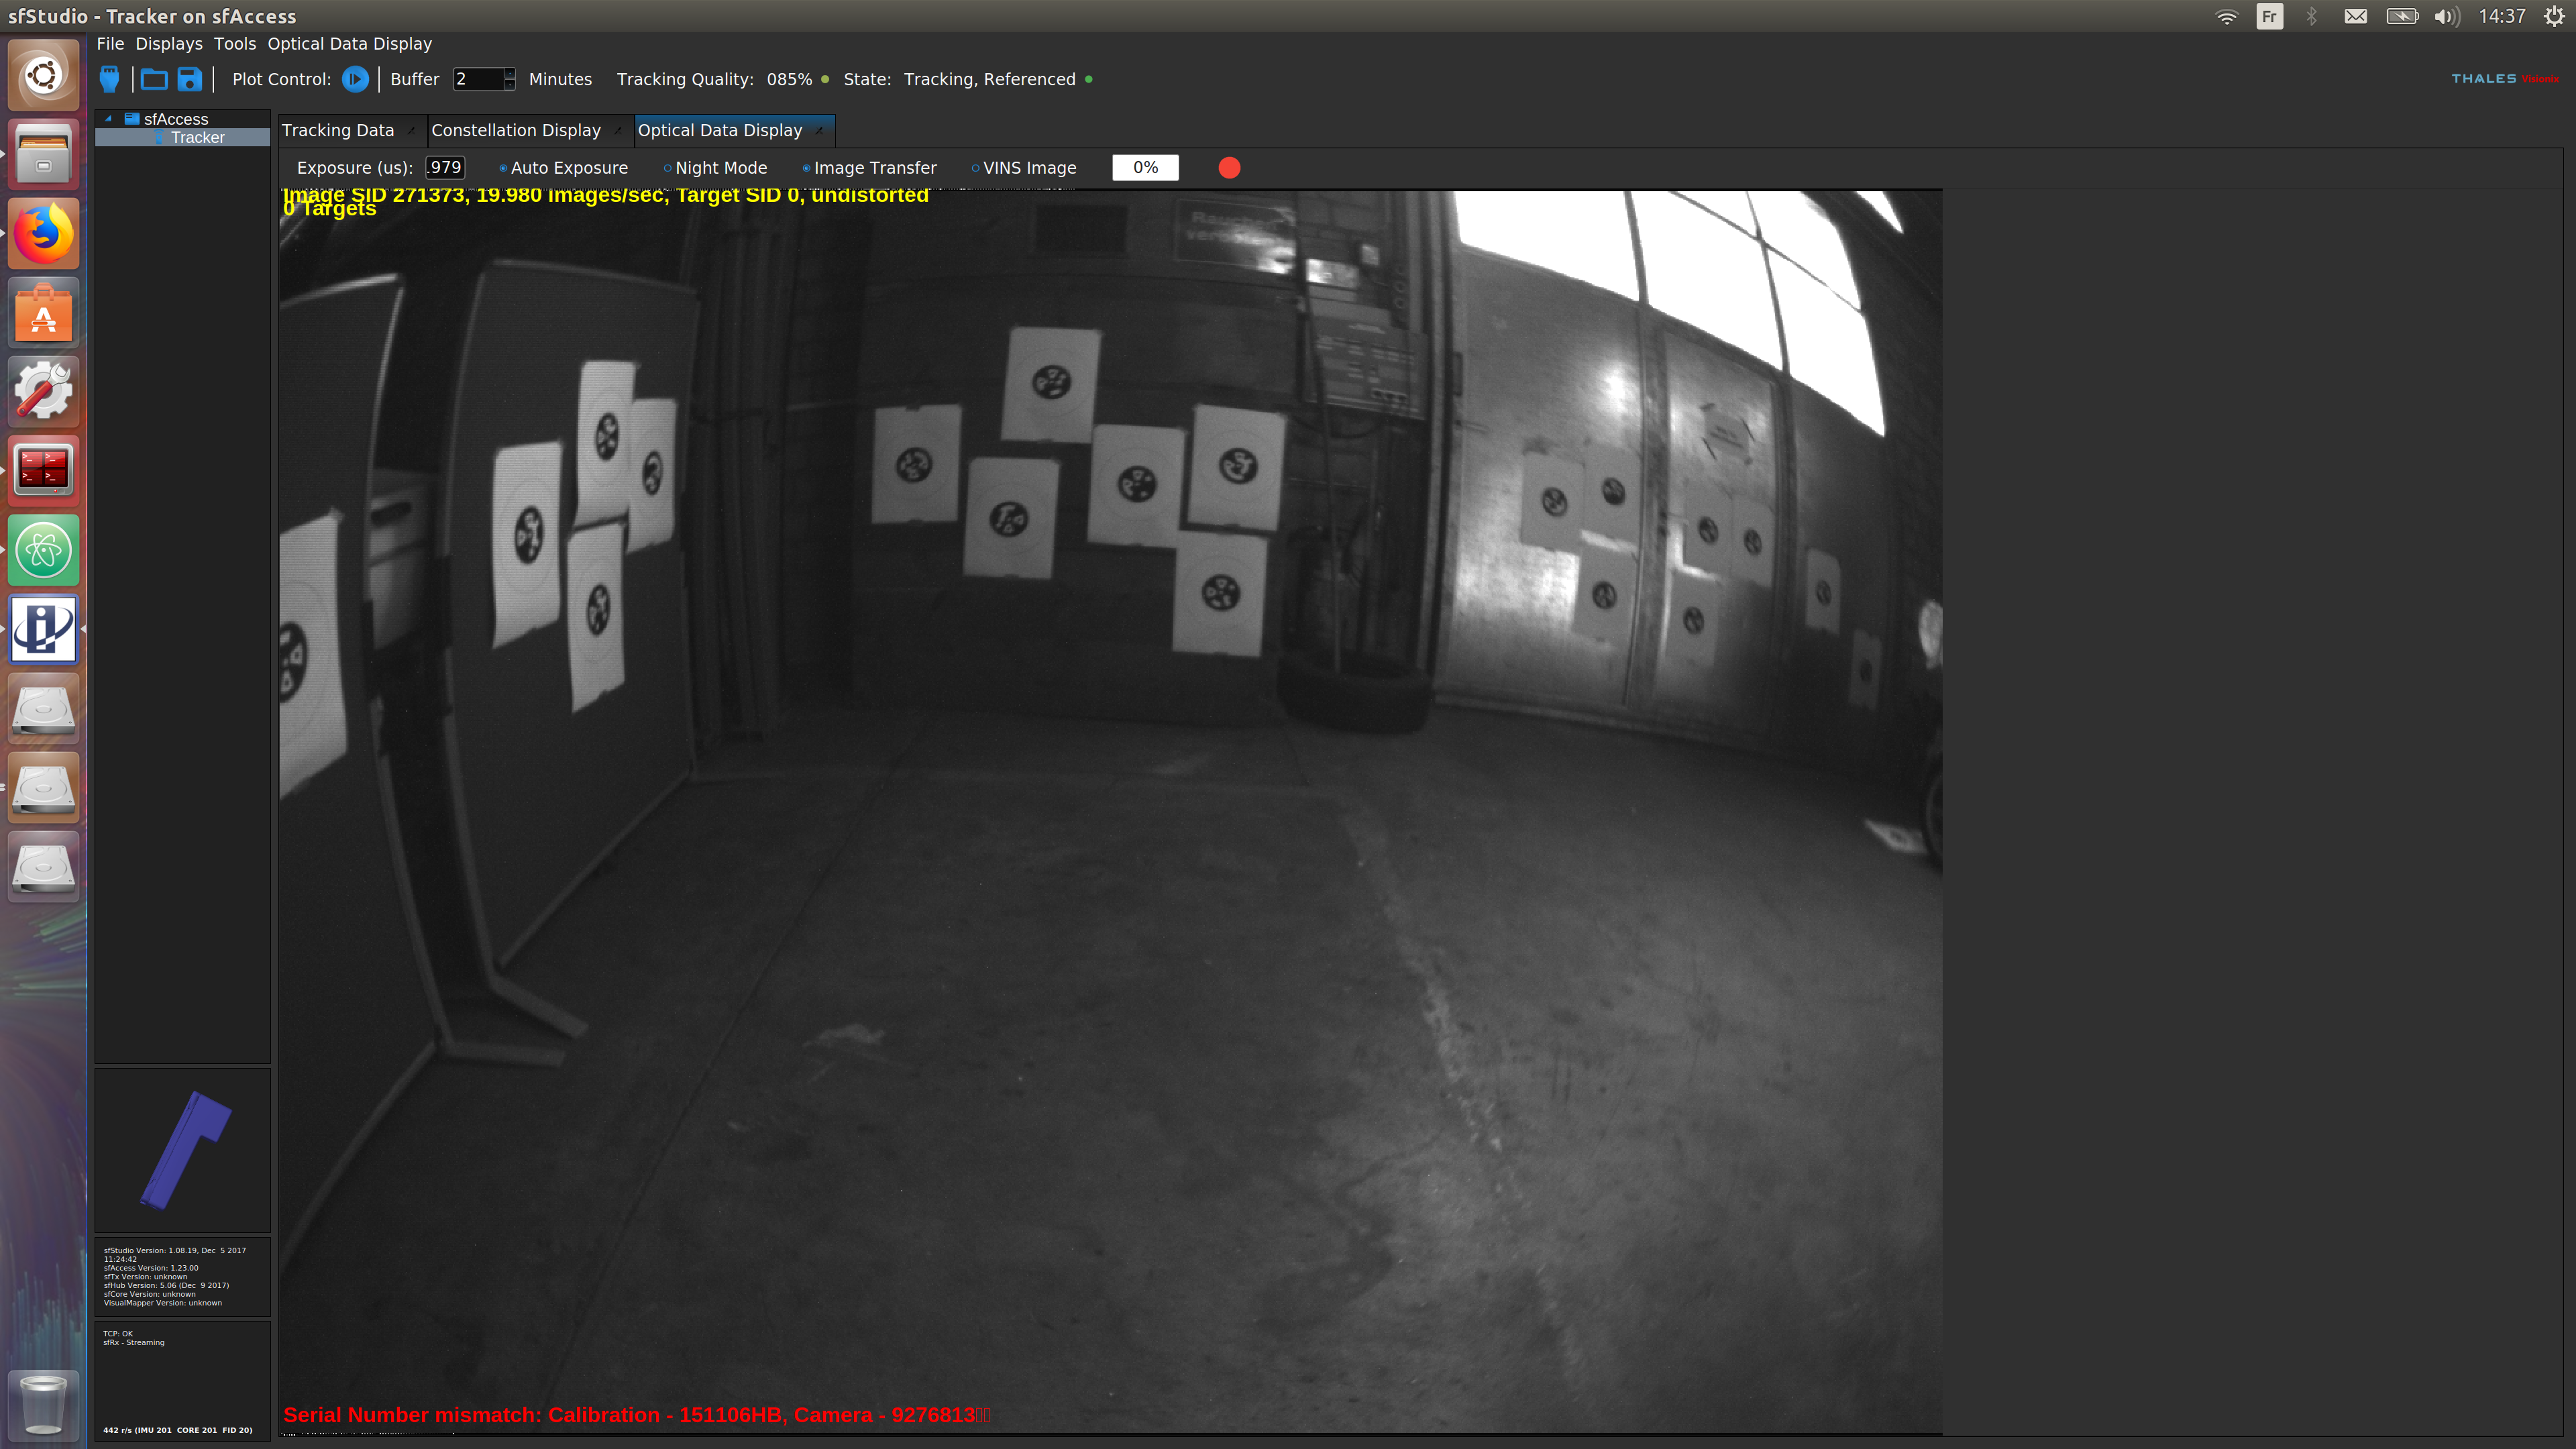 sfStudio - Tracker on sfAccess
Fr
14:37
File Displays Tools Optical Data Display
Plot Control: Buffer 2 Minutes Tracking Quality: 085% State: Tracking, Referenced
THALES Visionix
sfAccess
Tracker
Tracking Data Constellation Display Optical Data Display
Exposure (us): .979 Auto Exposure Night Mode Image Transfer VINS Image 0%
Image SID 271373, 19.980 Images/sec, Target SID 0, undistorted
0 Targets
sfStudio Version: 1.08.19, Dec 5 2017
11:24:42
sfAccess Version: 1.23.00
sfTx Version: unknown
sfHub Version: 5.06 (Dec 9 2017)
sfCore Version: unknown
VisualMapper Version: unknown
TCP: OK
sfRx - Streaming
442 r/s (IMU 201 CORE 201 FID 20)
Serial Number mismatch: Calibration - 151106HB, Camera - 9276813